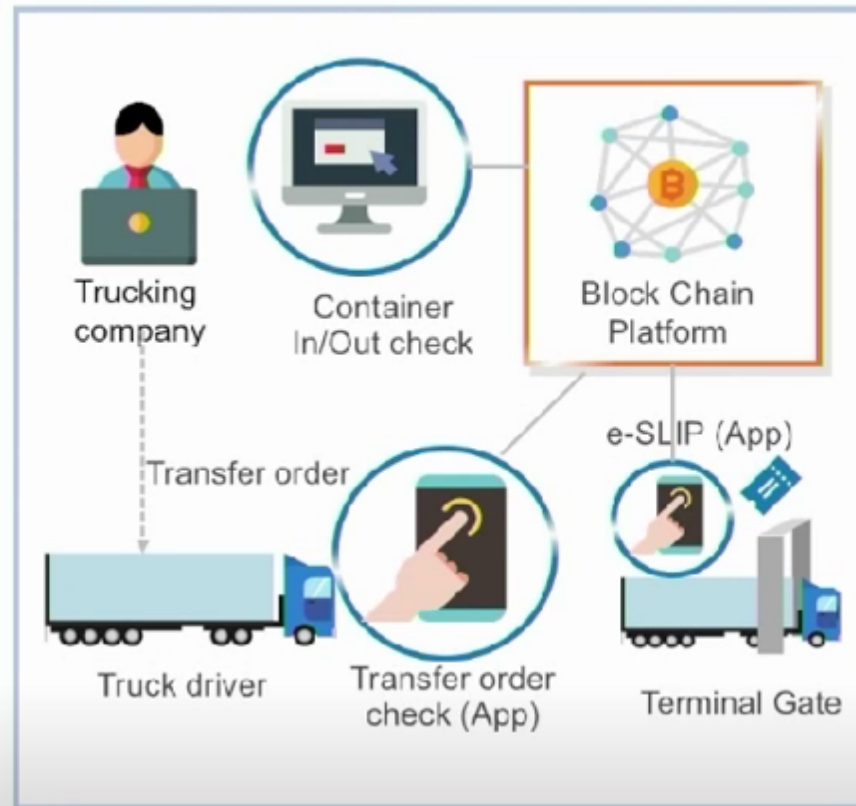 Trucking
company
Container
In/Out check
Block Chain
Platform
Transfer order
e-SLIP (App)
Truck driver
Transfer order
check (App)
Terminal Gate